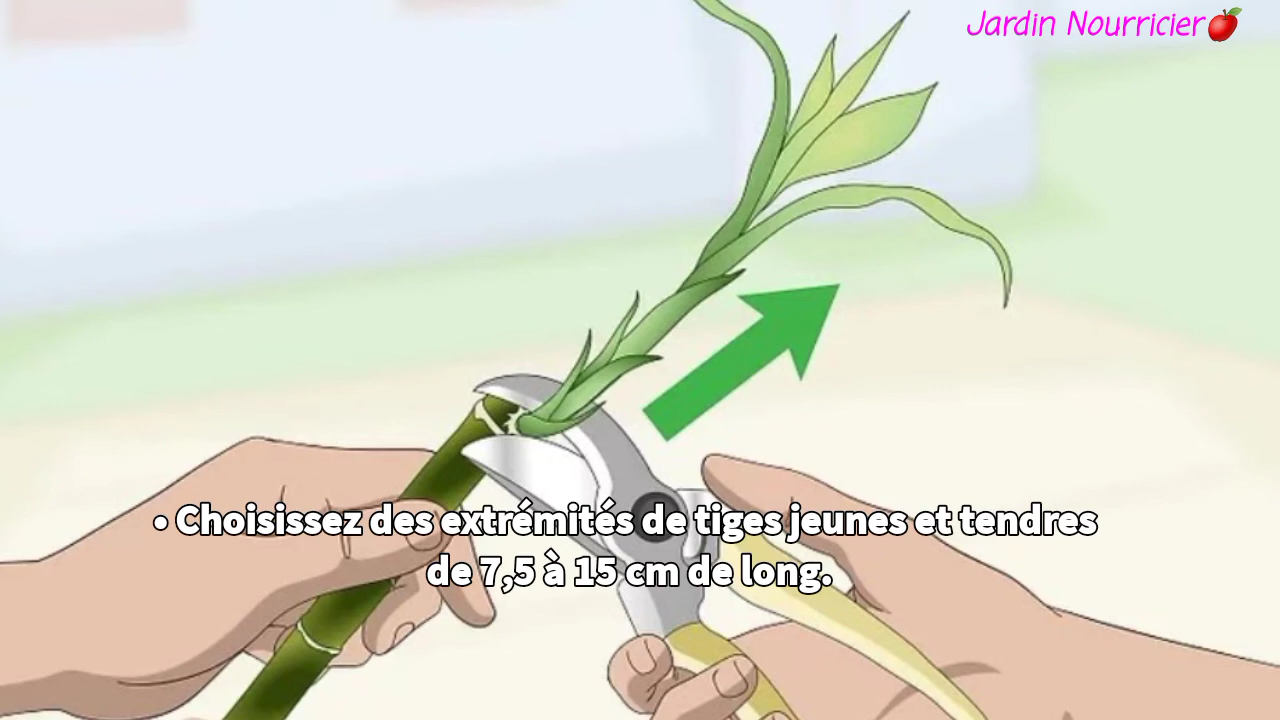 Jardin Nourricier🍎
• Choisissez des extrémités de tiges jeunes et tendres
de 7,5 à 15 cm de long.